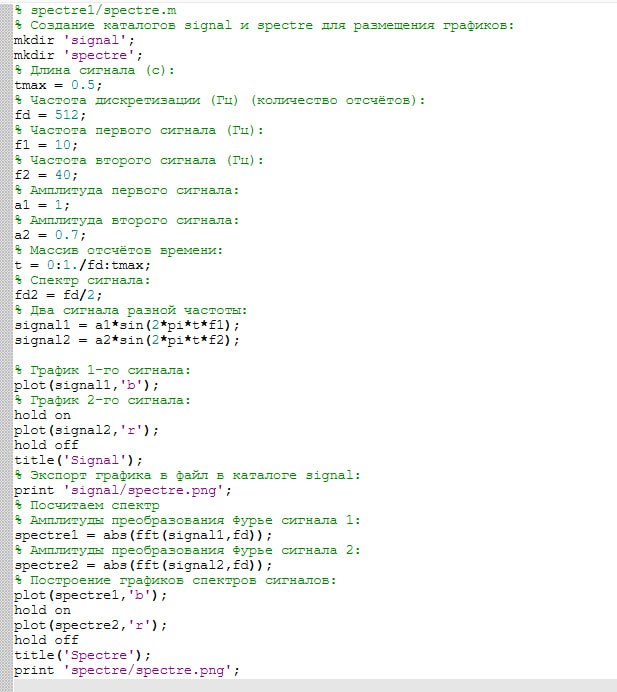 % spectre1/spectre.m
% Создание каталогов signal и spectre для размещения графиков:
mkdir 'signal';
mkdir 'spectre';
% Длина сигнала (с):
tmax = 0.5;
% Частота дискретизации (Гц) (количество отсчётов):
fd = 512;
% Частота первого сигнала (Гц):
f1 = 10;
% Частота второго сигнала (Гц):
f2 = 40;
% Амплитуда первого сигнала:
a1 = 1;
% Амплитуда второго сигнала:
a2 = 0.7;
% Массив отсчётов времени:
t = 0:1./fd:tmax;
% Спектр сигнала:
fd2 = fd/2;
% Два сигнала разной частоты:
signal1 = a1*sin(2*pi*t*f1);
signal2 = a2*sin(2*pi*t*f2);
% График 1-го сигнала:
plot(signal1,'b');
% График 2-го сигнала:
hold on
plot(signal2,'r');
hold off
title('Signal');
% Экспорт графика в файл в каталоге signal:
print 'signal/spectre.png';
% Посчитаем спектр
% Амплитуды преобразования Фурье сигнала 1:
spectre1 = abs(fft(signal1,fd));
% Амплитуды преобразования Фурье сигнала 2:
spectre2 = abs(fft(signal2,fd));
% Построение графиков спектров сигналов:
plot(spectre1,'b');
hold on
plot(spectre2,'r');
hold off
title('Spectre');
print 'spectre/spectre.png';